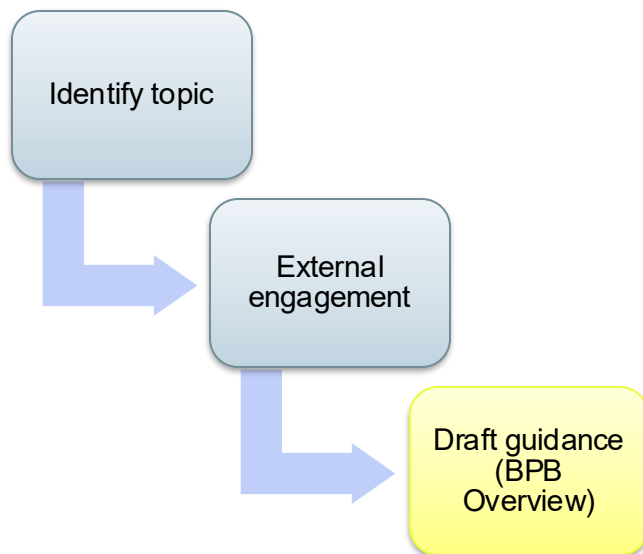 Identify topic
External
engagement
Draft guidance
(BPB
Overview)